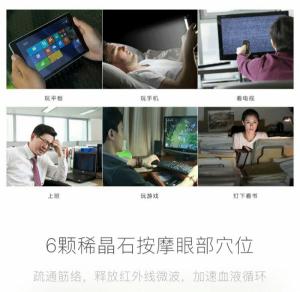 玩平板 玩手机 看电视
上班 玩游戏 灯下看书
6颗稀晶石按摩眼部穴位
疏通筋络，释放红外线微波，加速血液循环